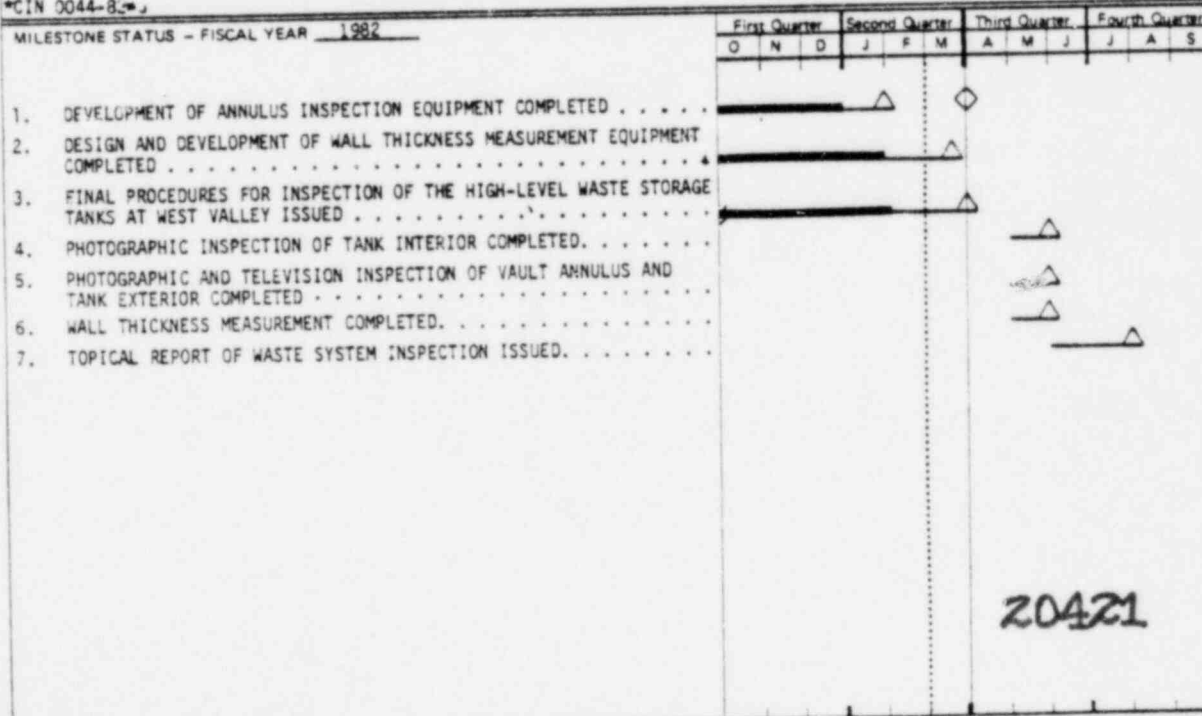 MILESTONE STATUS – FISCAL YEAR 1982
First Quarter Second Quarter Third Quarter Fourth Quarter
O N D J F M A M J J A S
1. DEVELOPMENT OF ANNULUS INSPECTION EQUIPMENT COMPLETED . . . . .
2. DESIGN AND DEVELOPMENT OF WALL THICKNESS MEASUREMENT EQUIPMENT
COMPLETED . . . . . . . . . . . . . . . . . . . . . . . . . .
3. FINAL PROCEDURES FOR INSPECTION OF THE HIGH-LEVEL WASTE STORAGE
TANKS AT WEST VALLEY ISSUED . . . . . . . . . . . . . . . . .
4. PHOTOGRAPHIC INSPECTION OF TANK INTERIOR COMPLETED. . . . . . .
5. PHOTOGRAPHIC AND TELEVISION INSPECTION OF VAULT ANNULUS AND
TANK EXTERIOR COMPLETED . . . . . . . . . . . . . . . . . . .
6. WALL THICKNESS MEASUREMENT COMPLETED. . . . . . . . . . . . . .
7. TOPICAL REPORT OF WASTE SYSTEM INSPECTION ISSUED. . . . . . . .
20421